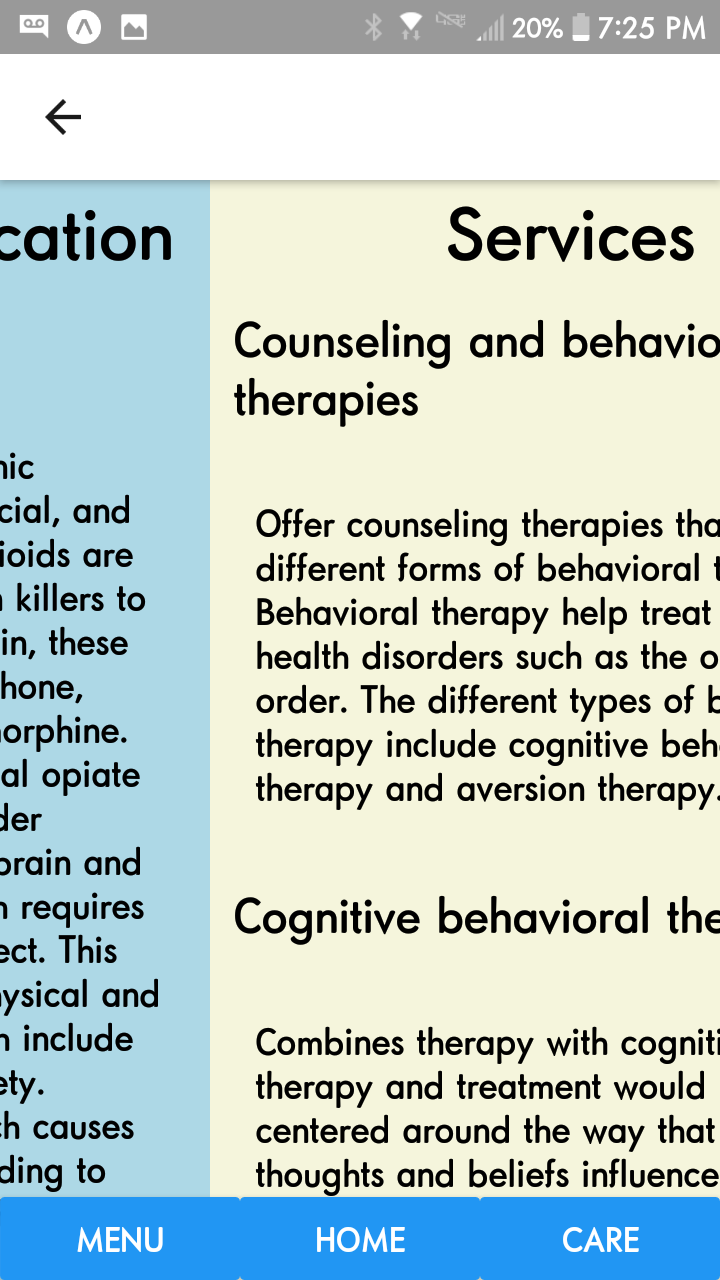 20% 7:25 PM
cation
nic
cial, and
ioids are
killers to
in, these
hone,
orphine.
al opiate
der
brain and
requires
ect. This
ysical and
include
ety.
ch causes
ding to
Services
Counseling and behavio
therapies
Offer counseling therapies tha
different forms of behavioral t
Behavioral therapy help treat
health disorders such as the o
order. The different types of b
therapy include cognitive beh
therapy and aversion therapy.
Cognitive behavioral the
Combines therapy with cogniti
therapy and treatment would
centered around the way that
thoughts and beliefs influence
MENU HOME CARE